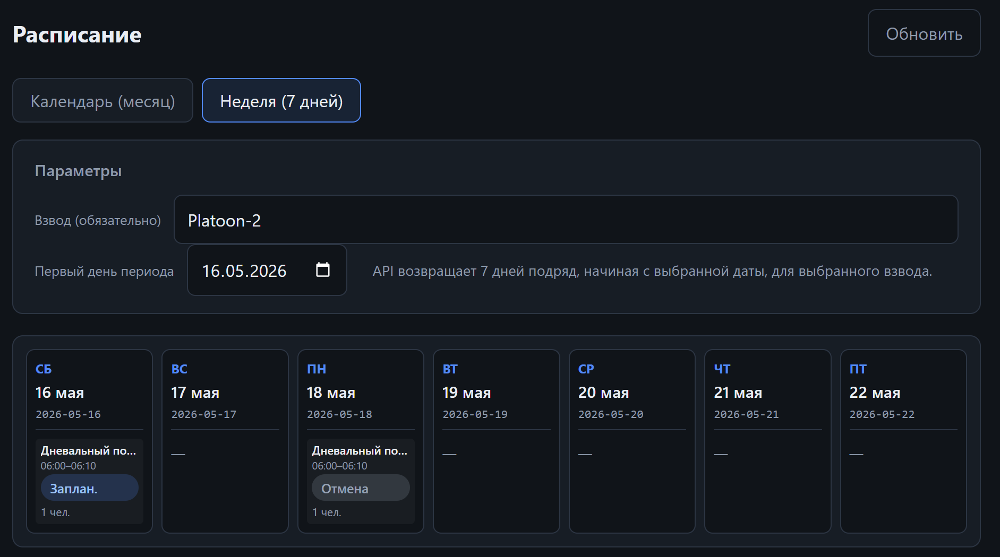 Расписание
Обновить
Календарь (месяц)
Неделя (7 дней)
Параметры
Взвод (обязательно)
Platoon-2
Первый день периода
16.05.2026
API возвращает 7 дней подряд, начиная с выбранной даты, для выбранного взвода.
СБ
16 мая
2026-05-16
Дневальный по...
06:00–06:10
Заплан.
1 чел.
ВС
17 мая
2026-05-17
—
ПН
18 мая
2026-05-18
Дневальный по...
06:00–06:10
Отмена
1 чел.
ВТ
19 мая
2026-05-19
—
СР
20 мая
2026-05-20
—
ЧТ
21 мая
2026-05-21
—
ПТ
22 мая
2026-05-22
—